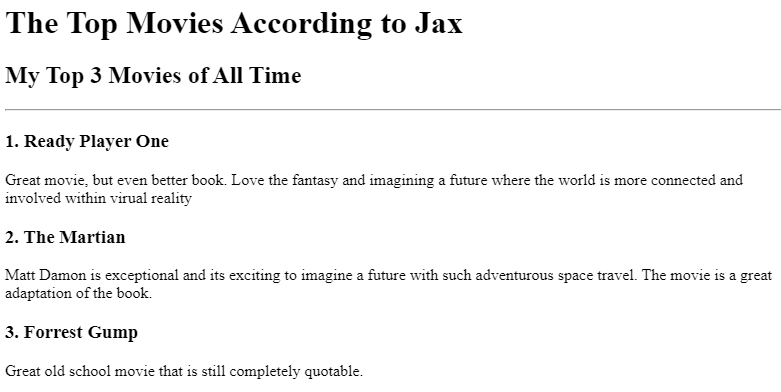 The Top Movies According to Jax
My Top 3 Movies of All Time
1. Ready Player One
Great movie, but even better book. Love the fantasy and imagining a future where the world is more connected and
involved within virual reality
2. The Martian
Matt Damon is exceptional and its exciting to imagine a future with such adventurous space travel. The movie is a great
adaptation of the book.
3. Forrest Gump
Great old school movie that is still completely quotable.